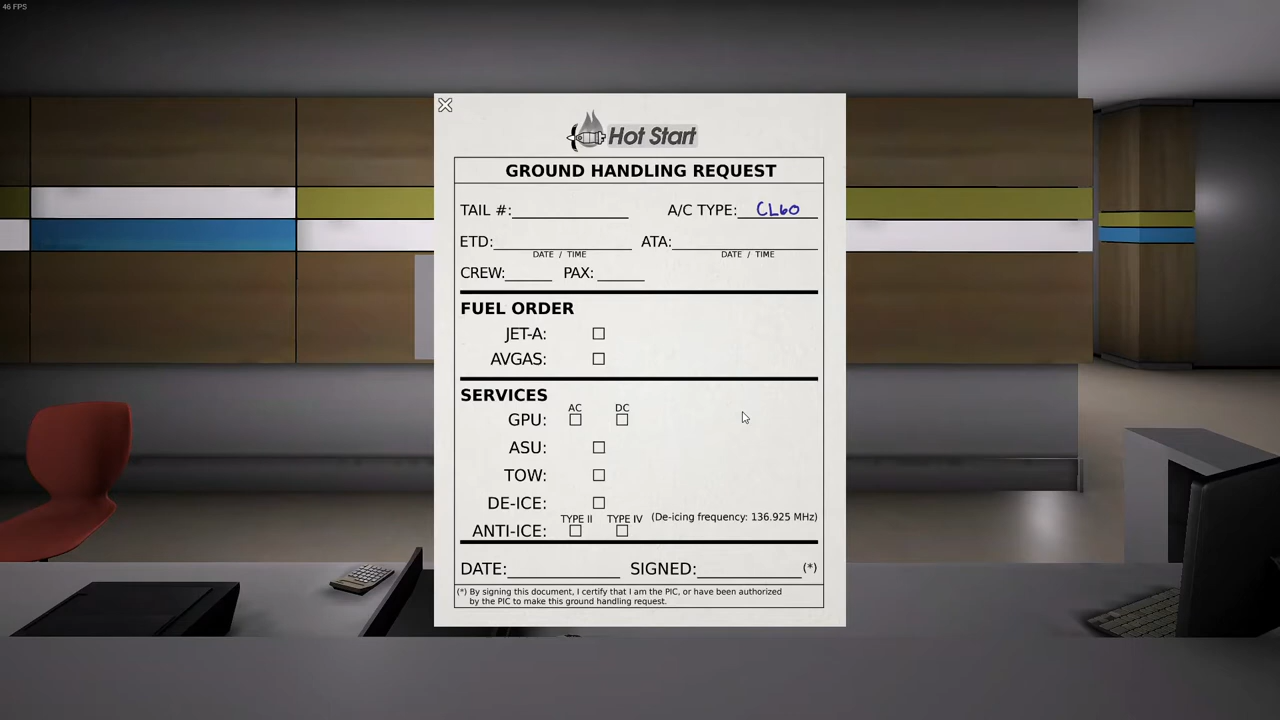 46 FPS
Hot Start
GROUND HANDLING REQUEST
TAIL #: A/C TYPE: CL60
ETD: ATA:
DATE / TIME DATE / TIME
CREW: PAX:
FUEL ORDER
JET-A:
AVGAS:
SERVICES
AC DC
GPU:
ASU:
TOW:
DE-ICE:
TYPE II TYPE IV (De-icing frequency: 136.925 MHz)
ANTI-ICE:
DATE: SIGNED: (*)
(*) By signing this document, I certify that I am the PIC, or have been authorized
by the PIC to make this ground handling request.